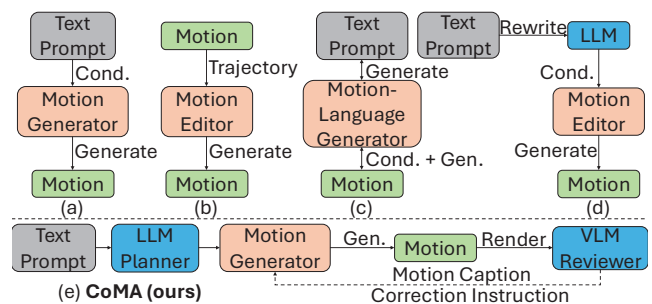 Text
Prompt
Cond.
Motion
Generator
Generate
Motion
(a)
Motion
Trajectory
Motion
Editor
Generate
Motion
(b)
Text
Prompt
Generate
Motion-
Language
Generator
Cond. + Gen.
Motion
(c)
Text
Prompt
Rewrite
LLM
Cond.
Motion
Editor
Generate
Motion
(d)
Text
Prompt
LLM
Planner
Motion
Generator
Gen.
Motion
Render
VLM
Reviewer
Motion Caption
Correction Instruction
(e) CoMA (ours)